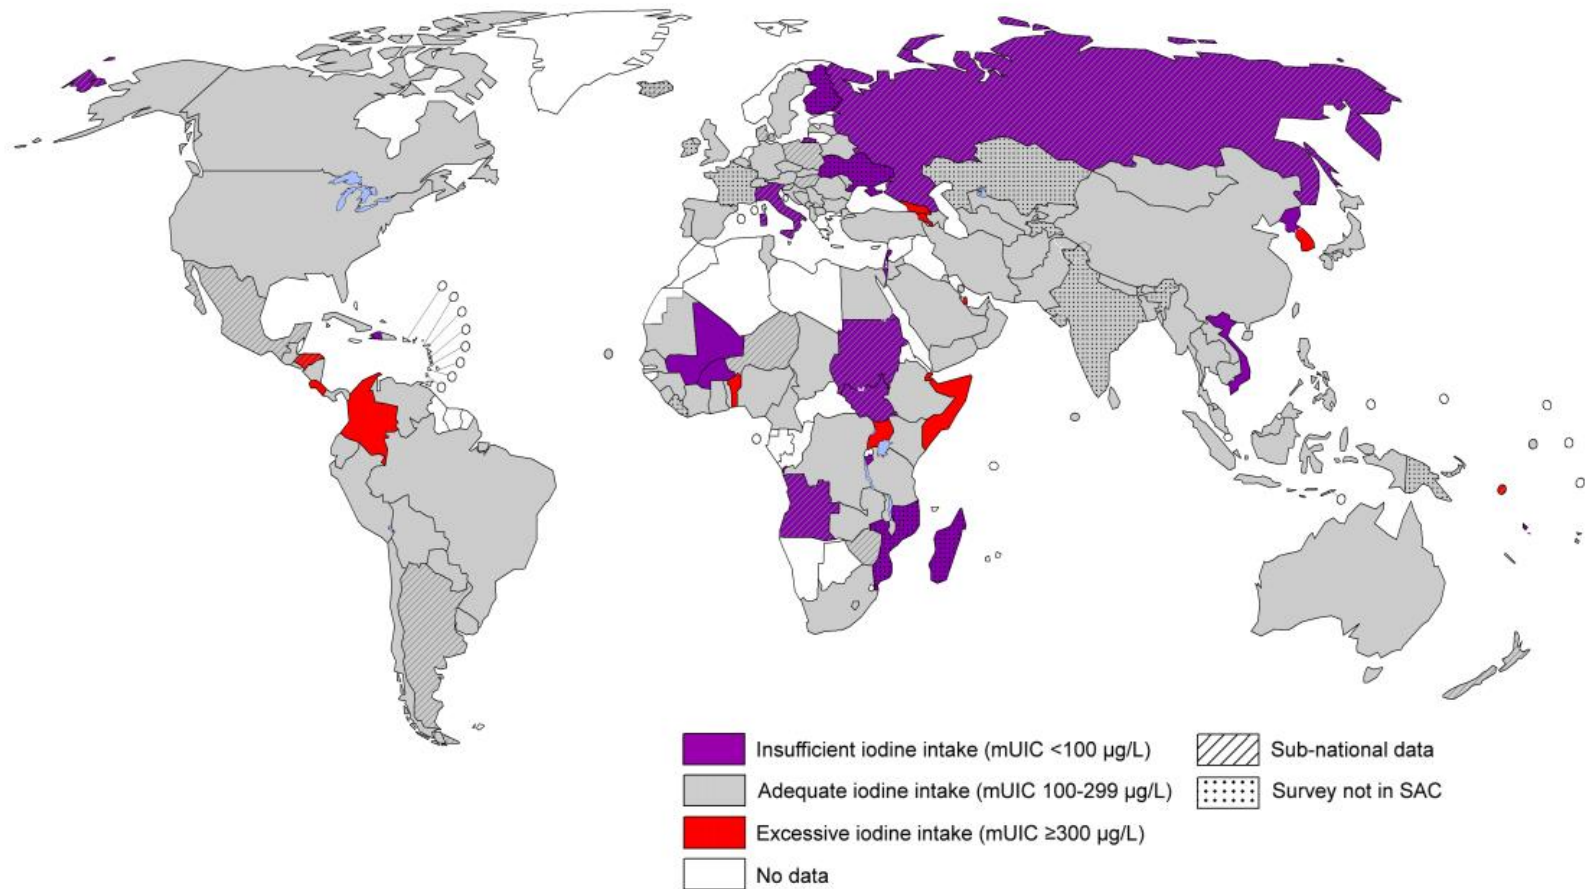 Insufficient iodine intake (mUIC <100 µg/L)
Adequate iodine intake (mUIC 100-299 µg/L)
Excessive iodine intake (mUIC ≥300 µg/L)
No data
Sub-national data
Survey not in SAC